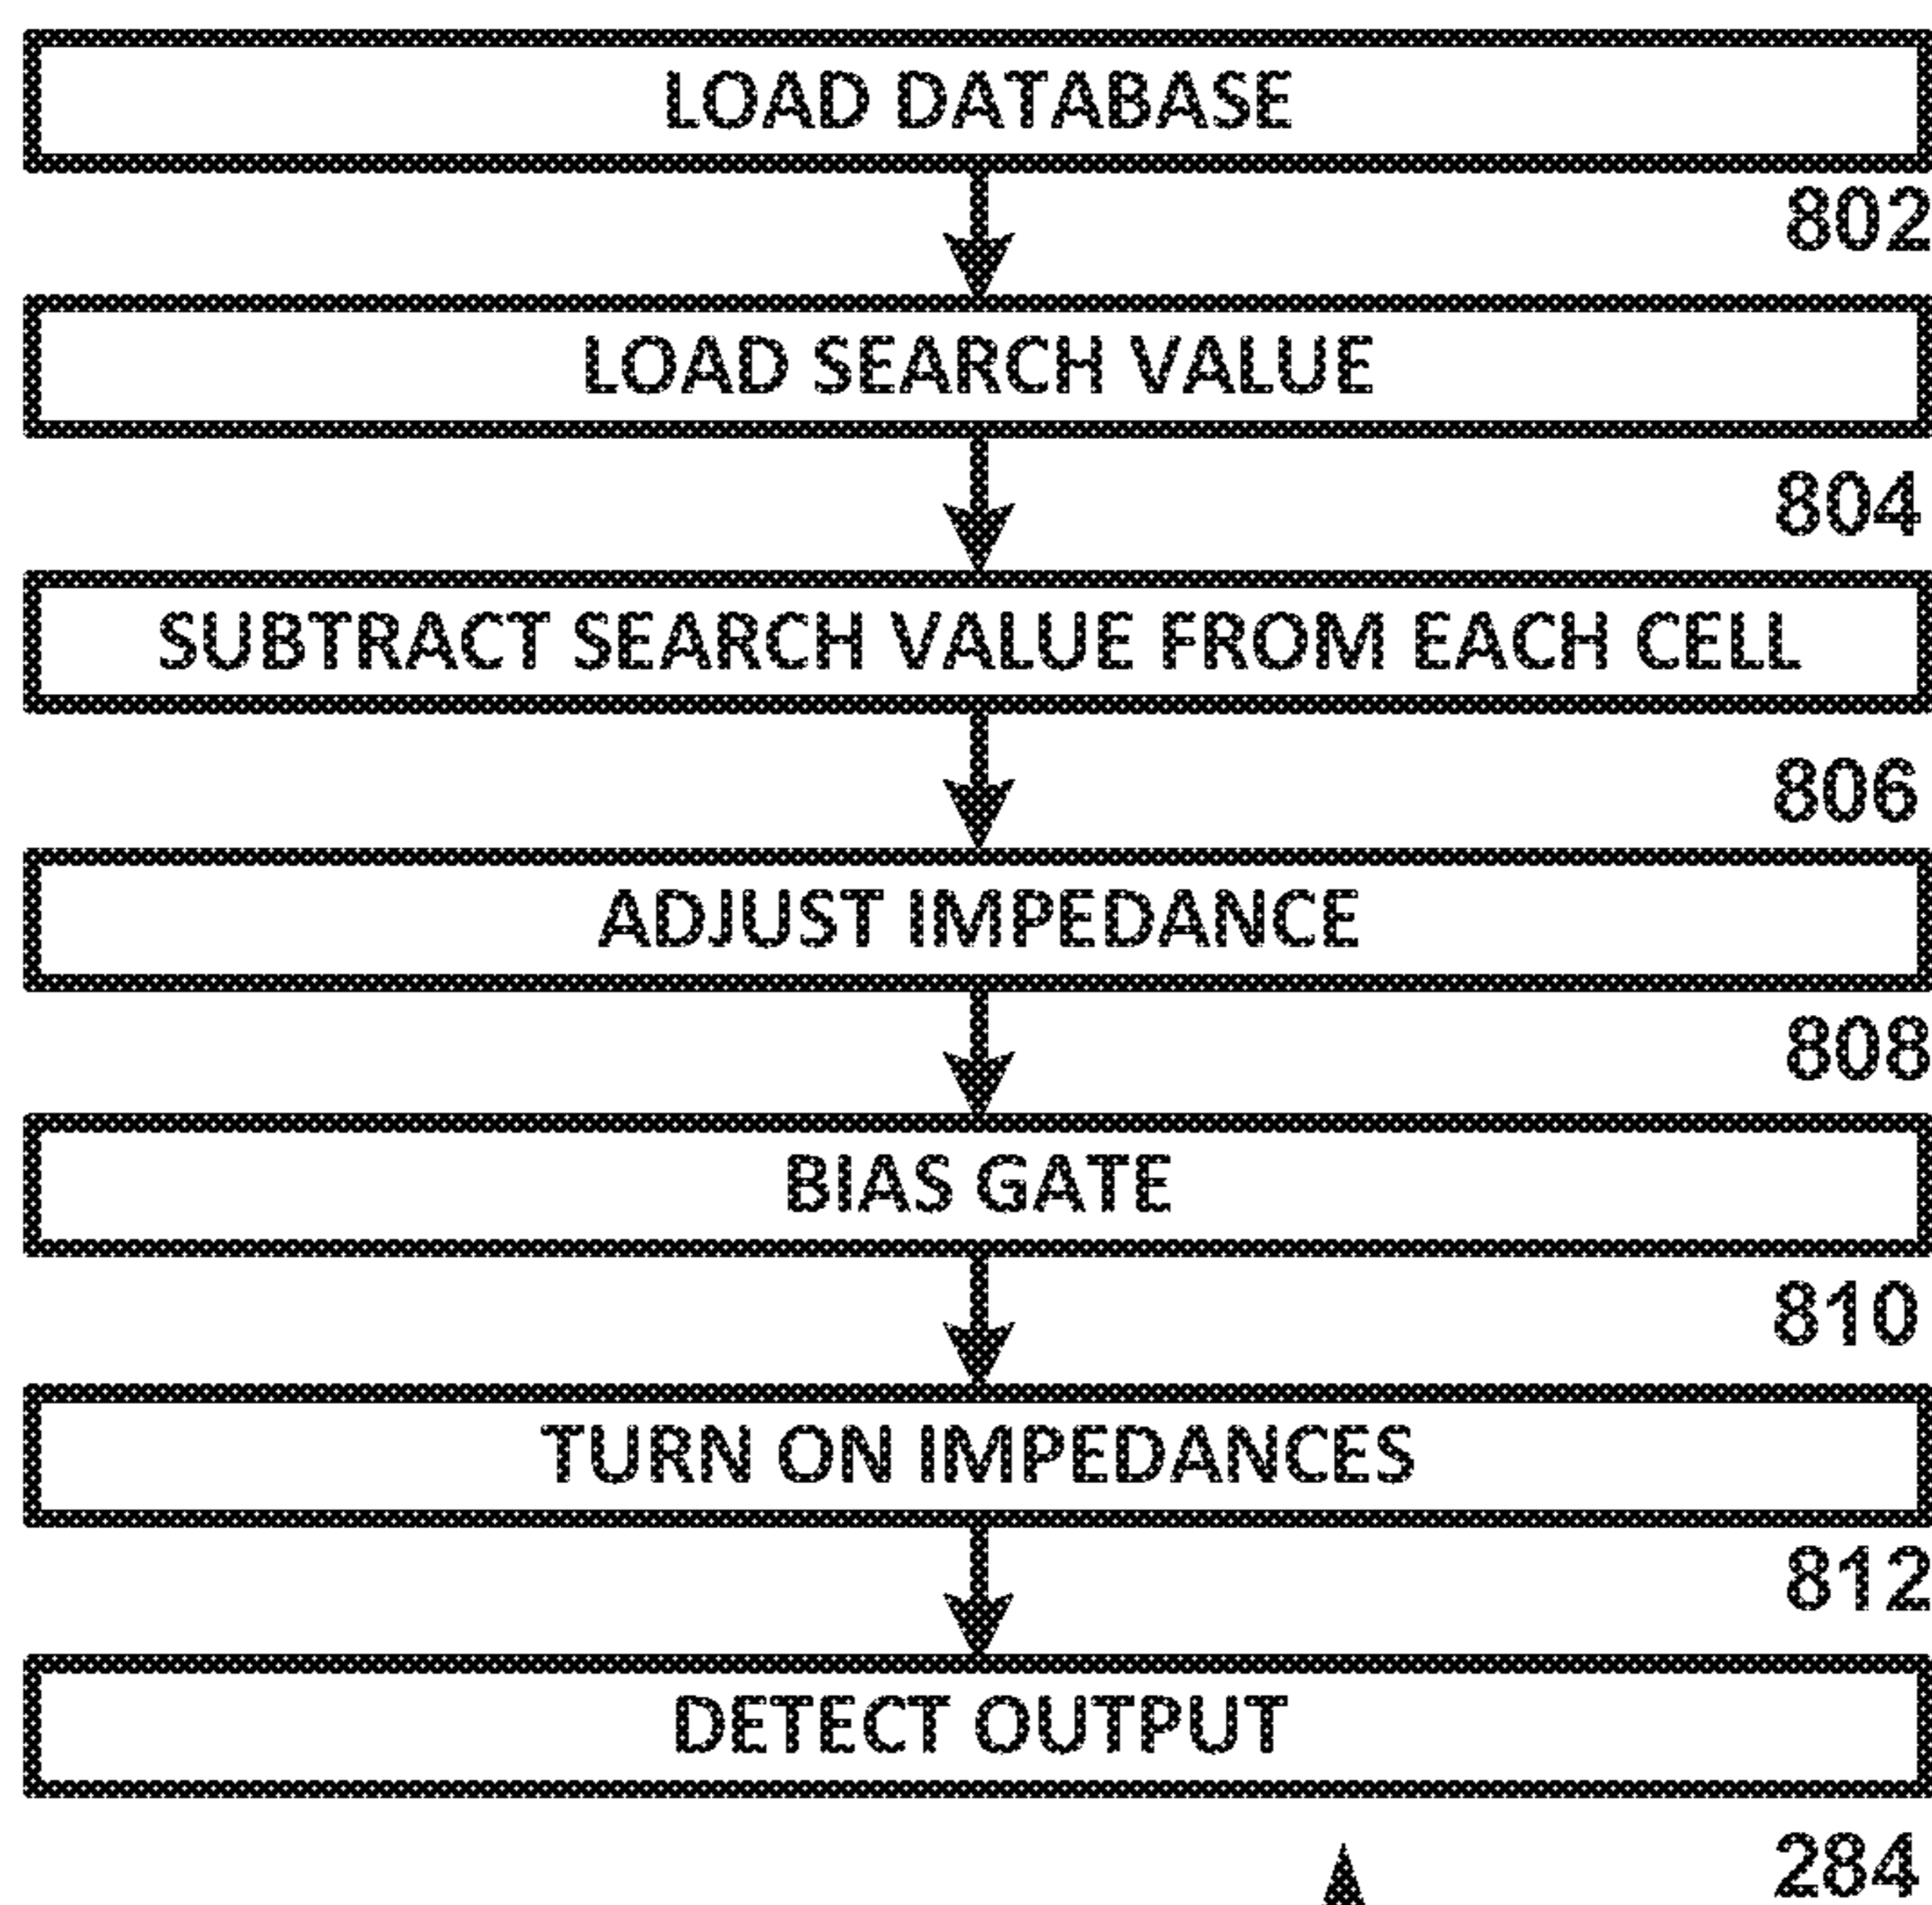 LOAD DATABASE
802
LOAD SEARCH VALUE
804
SUBTRACT SEARCH VALUE FROM EACH CELL
806
ADJUST IMPEDANCE
808
BIAS GATE
810
TURN ON IMPEDANCES
812
DETECT OUTPUT
284